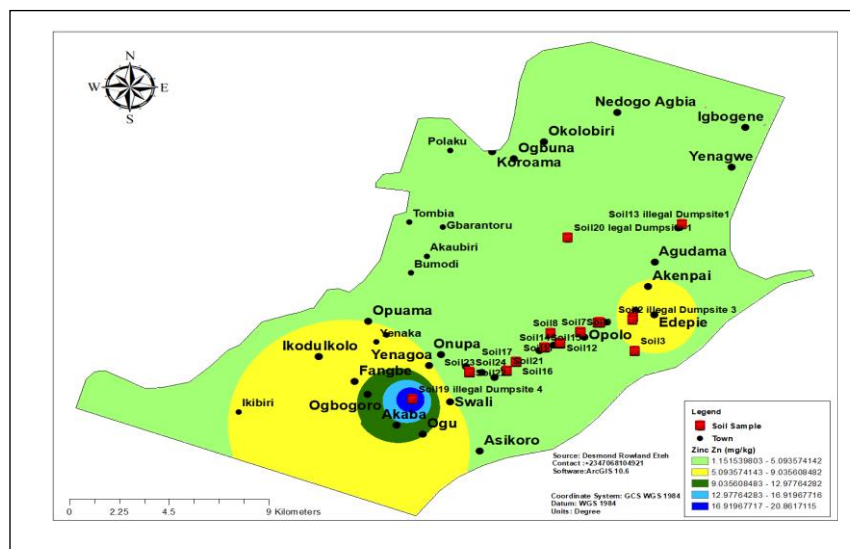 N
W E
S
Nedogo Agbia
Igbogene
Okolobiri
Ogbuna
Polaku
Koroama
Yenagwe
Soil13 illegal Dumpsite1
Tombia
Gbarantoru
Soil20 legal Dumpsite 1
Akaubiri
Agudama
Bumodi
Akenpai
Soil2 illegal Dumpsite 3
Opuama
Edepie
Soil8
Soil7
Opolo
Yenaka
Soil14
Soil15
Onupa
Soil17
Soil12
Soil3
Ikodulkolo
Yenagoa
Soil23
Soil24
Soil21
Fangbe
Soil16
Soil19 illegal Dumpsite 4
Ikibiri
Ogbogoro
Swali
Akaba
Ogu
Asikoro
Source: Desmond Rowland Eteh
Contact :+2347068104921
Software:ArcGIS 10.6
Coordinate System: GCS WGS 1984
Datum: WGS 1984
Units: Degree
0 2.25 4.5 9 Kilometers
Legend
Soil Sample
Town
Zinc Zn (mg/kg)
1.151539803 - 5.093574142
5.093574143 - 9.035608482
9.035608483 - 12.97764282
12.97764283 - 16.91967716
16.91967717 - 20.8617115